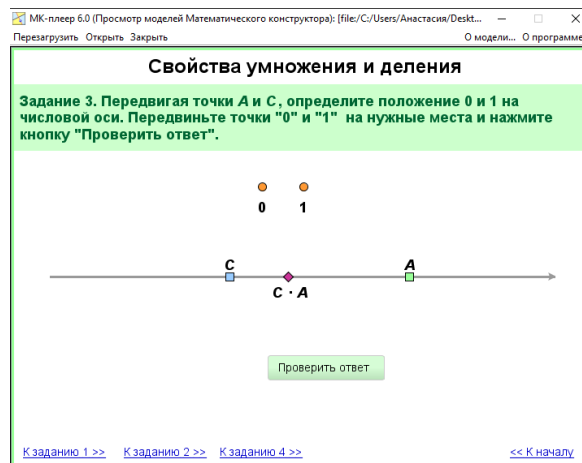 МК-плеер 6.0 (Просмотр моделей Математического конструктора): [file:/C:/Users/Анастасия/Deskt...
Перезагрузить Открыть Закрыть О модели... О программе
Свойства умножения и деления
Задание 3. Передвигая точки A и C, определите положение 0 и 1 на
числовой оси. Передвиньте точки "0" и "1" на нужные места и нажмите
кнопку "Проверить ответ".
0 1
C A
C · A
Проверить ответ
К заданию 1 >> К заданию 2 >> К заданию 4 >> << К началу